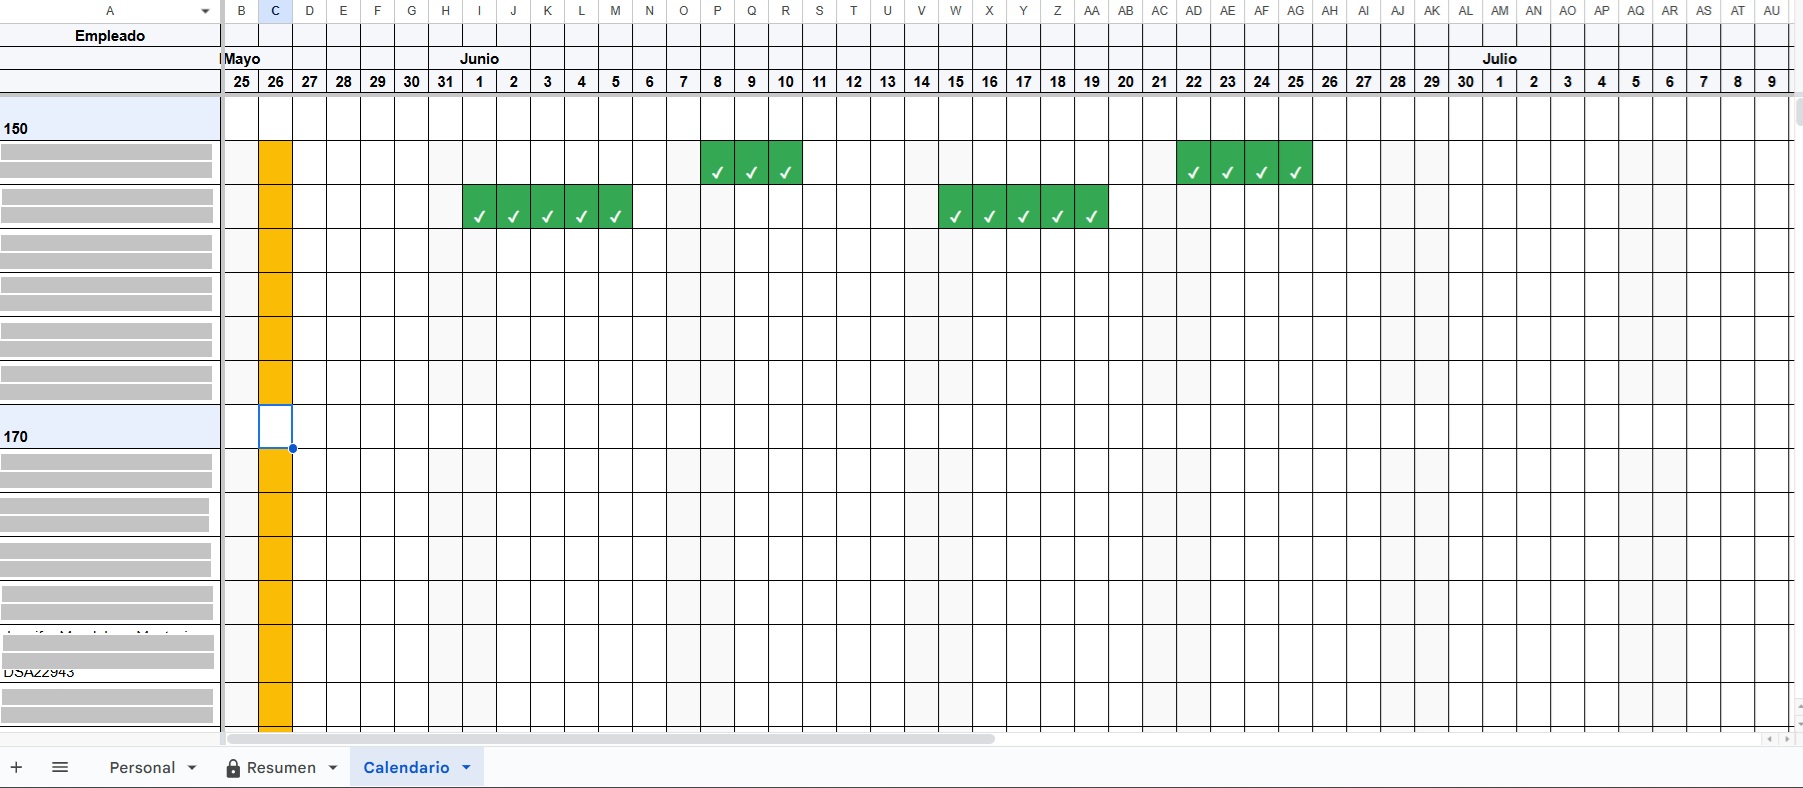 A B C D E F G H I J K L M N O P Q R S T U V W X Y Z AA AB AC AD AE AF AG AH AI AJ AK AL AM AN AO AP AQ AR AS AT AU
Empleado
Mayo Junio Julio
25 26 27 28 29 30 31 1 2 3 4 5 6 7 8 9 10 11 12 13 14 15 16 17 18 19 20 21 22 23 24 25 26 27 28 29 30 1 2 3 4 5 6 7 8 9
150
✓ ✓ ✓ ✓ ✓ ✓ ✓
✓ ✓ ✓ ✓ ✓ ✓ ✓ ✓ ✓ ✓
170
DSA22943
+ Personal Resumen Calendario